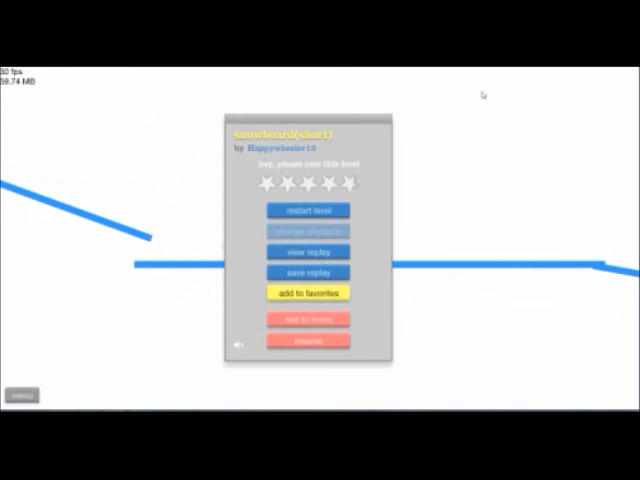 30 fps
59.74 MB
snowboard(short)
by Happywheeler12
hey, please rate this level
restart level
change character
view replay
save replay
add to favorites
exit to menu
resume
menu